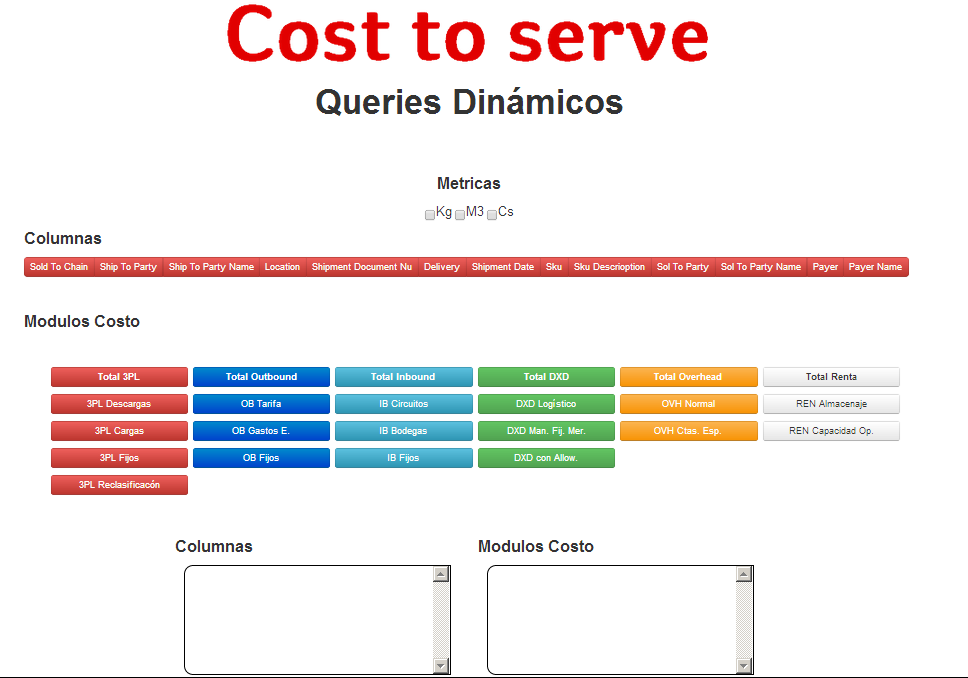 Cost to serve
Queries Dinámicos
Metricas
Kg M3 Cs
Columnas
Sold To Chain Ship To Party Ship To Party Name Location Shipment Document Nu Delivery Shipment Date Sku Sku Descrioption Sol To Party Sol To Party Name Payer Payer Name
Modulos Costo
Total 3PL Total Outbound Total Inbound Total DXD Total Overhead Total Renta
3PL Descargas OB Tarifa IB Circuitos DXD Logístico OVH Normal REN Almacenaje
3PL Cargas OB Gastos E. IB Bodegas DXD Man. Fij. Mer. OVH Ctas. Esp. REN Capacidad Op.
3PL Fijos OB Fijos IB Fijos DXD con Allow.
3PL Reclasificacón
Columnas Modulos Costo